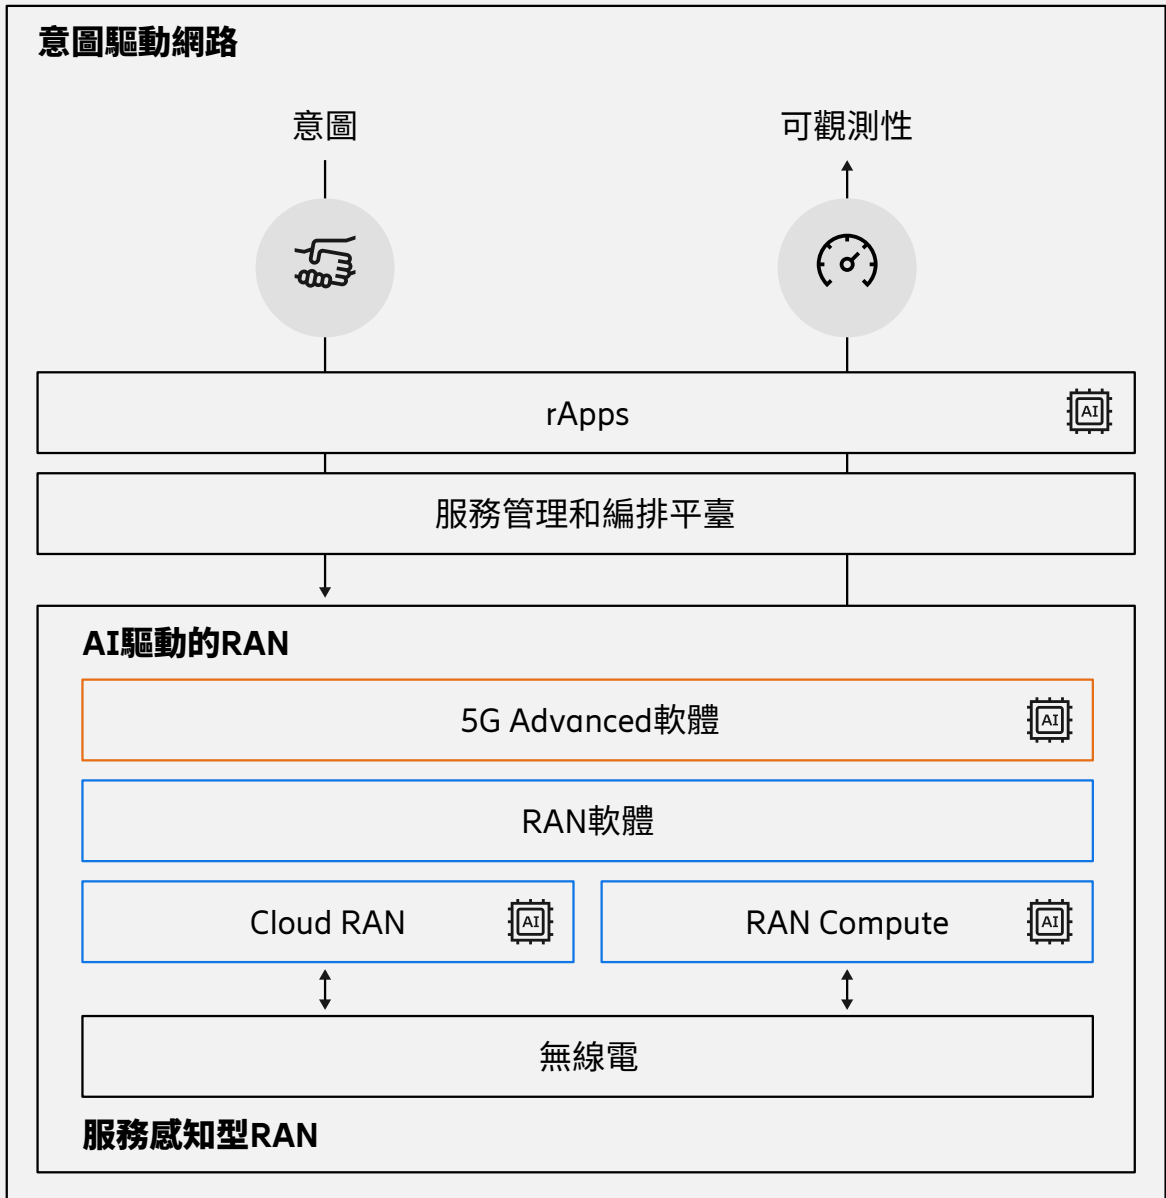 意圖驅動網路
意圖
可觀測性
rApps
AI
服務管理和編排平臺
AI驅動的RAN
5G Advanced軟體
AI
RAN軟體
Cloud RAN
AI
RAN Compute
AI
無線電
服務感知型RAN